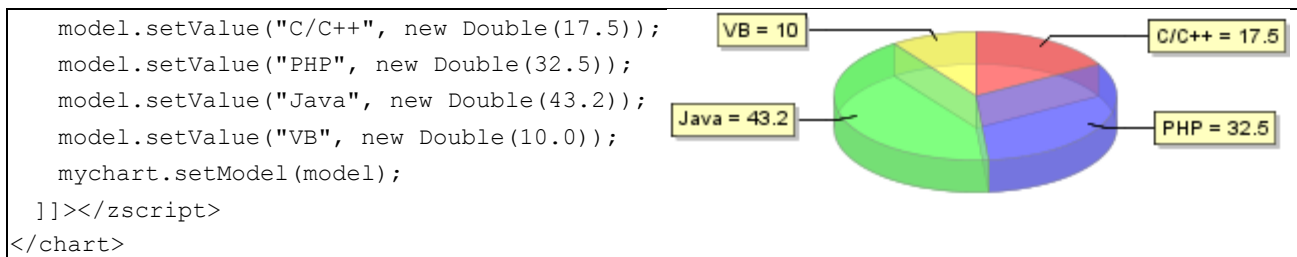 model.setValue("C/C++", new Double(17.5));
model.setValue("PHP", new Double(32.5));
model.setValue("Java", new Double(43.2));
model.setValue("VB", new Double(10.0));
mychart.setModel(model);
]]></zscript>
</chart>
VB = 10
C/C++ = 17.5
Java = 43.2
PHP = 32.5